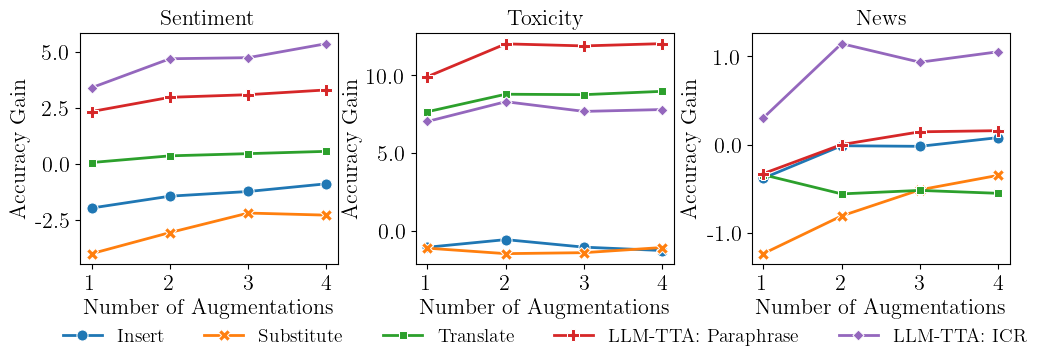 Sentiment Toxicity News
5.0 2.5 0.0 -2.5
Accuracy Gain
10.0 5.0 0.0
Accuracy Gain
1.0 0.0 -1.0
Accuracy Gain
1 2 3 4 1 2 3 4 1 2 3 4
Number of Augmentations Number of Augmentations Number of Augmentations
Insert Substitute Translate LLM-TTA: Paraphrase LLM-TTA: ICR